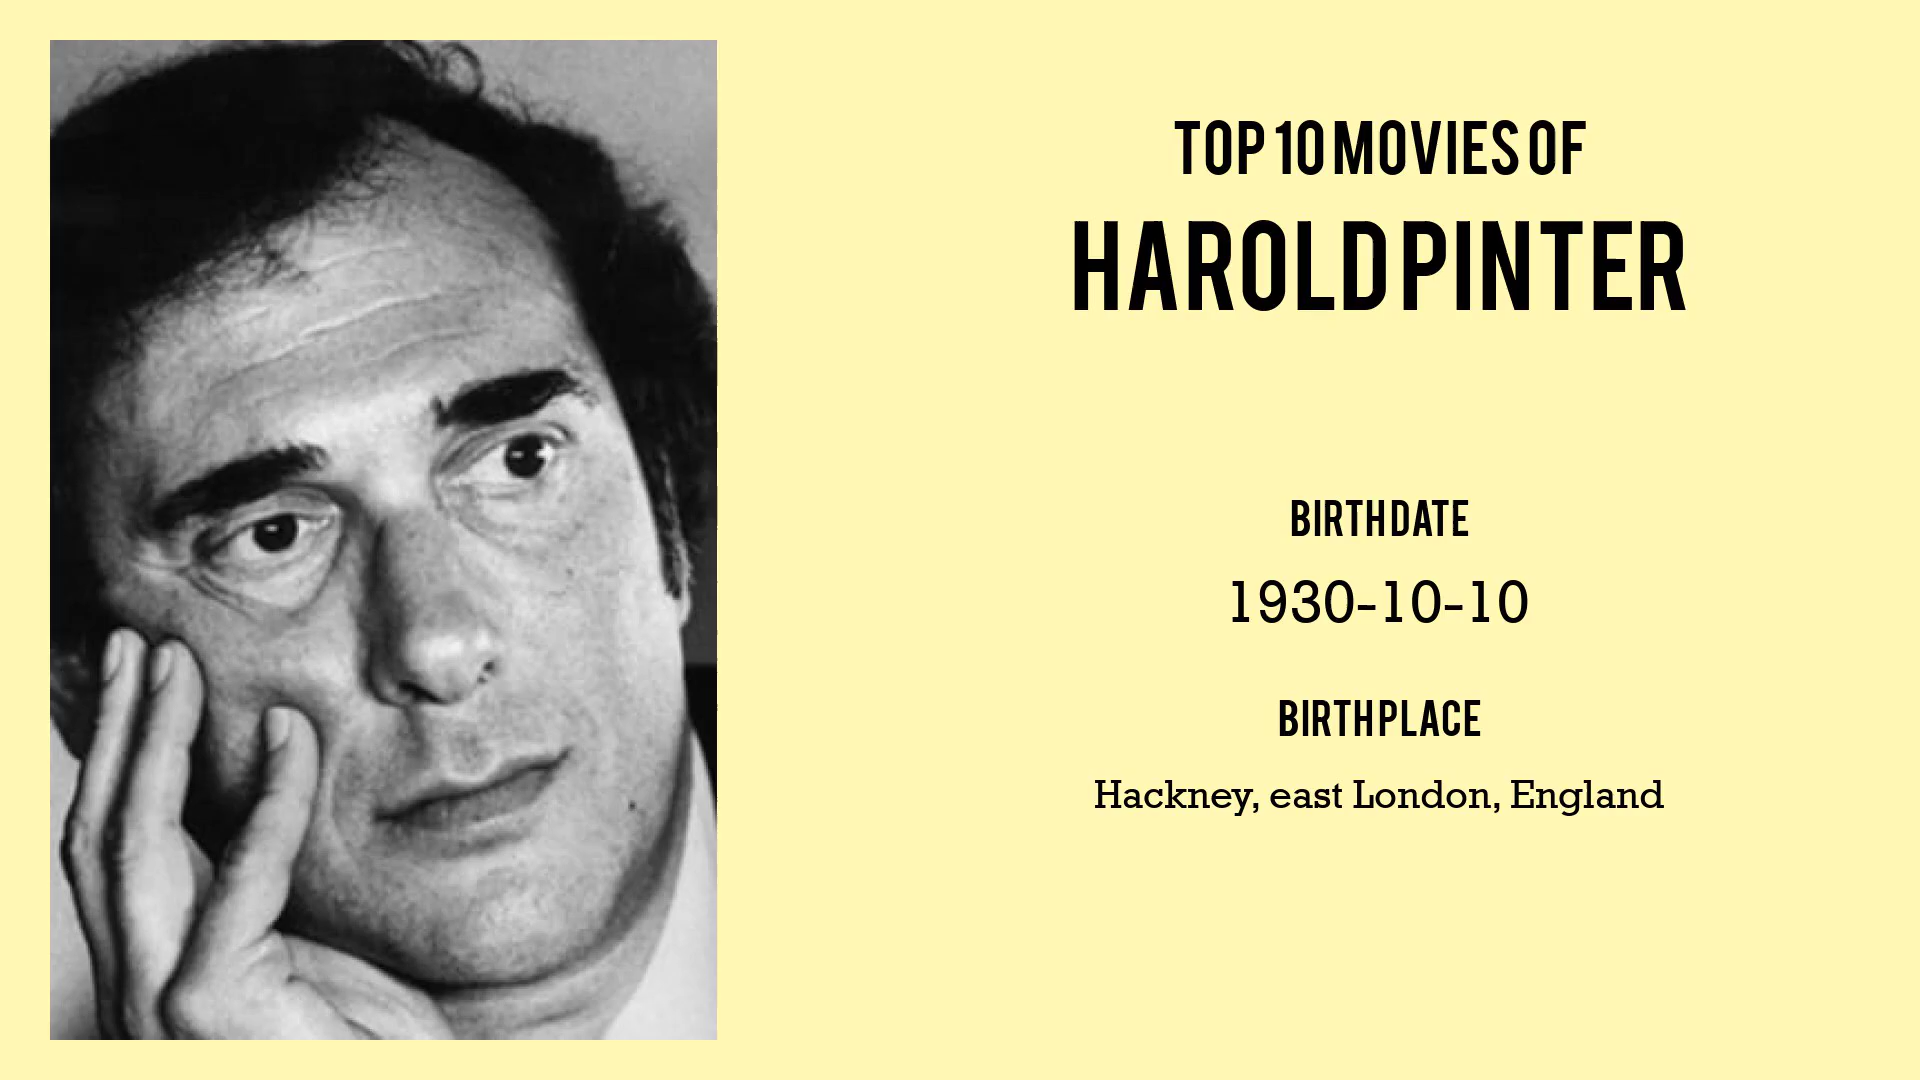 TOP 10 MOVIES OF
HAROLD PINTER
BIRTHDATE
1930-10-10
BIRTHPLACE
Hackney, east London, England